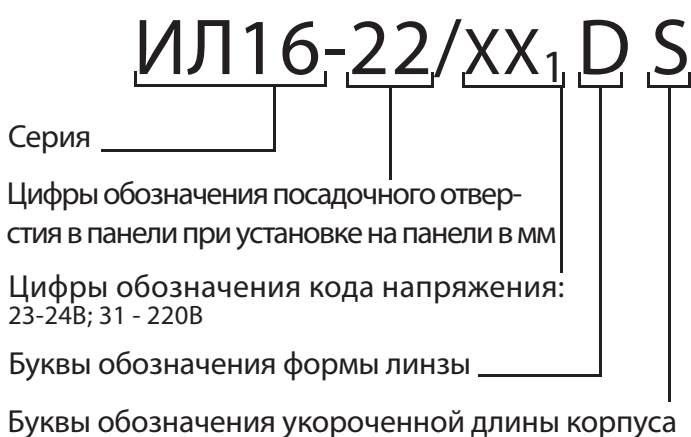 ИЛ16-22/XX₁ D S
Серия
Цифры обозначения посадочного отвер-
стия в панели при установке на панели в мм
Цифры обозначения кода напряжения:
23-24В; 31 - 220В
Буквы обозначения формы линзы
Буквы обозначения укороченной длины корпуса